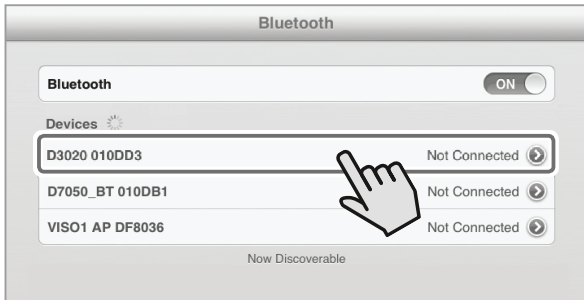 Bluetooth
Bluetooth ON
Devices
D3020 010DD3 Not Connected
D7050_BT 010DB1 Not Connected
VISO1 AP DF8036 Not Connected
Now Discoverable